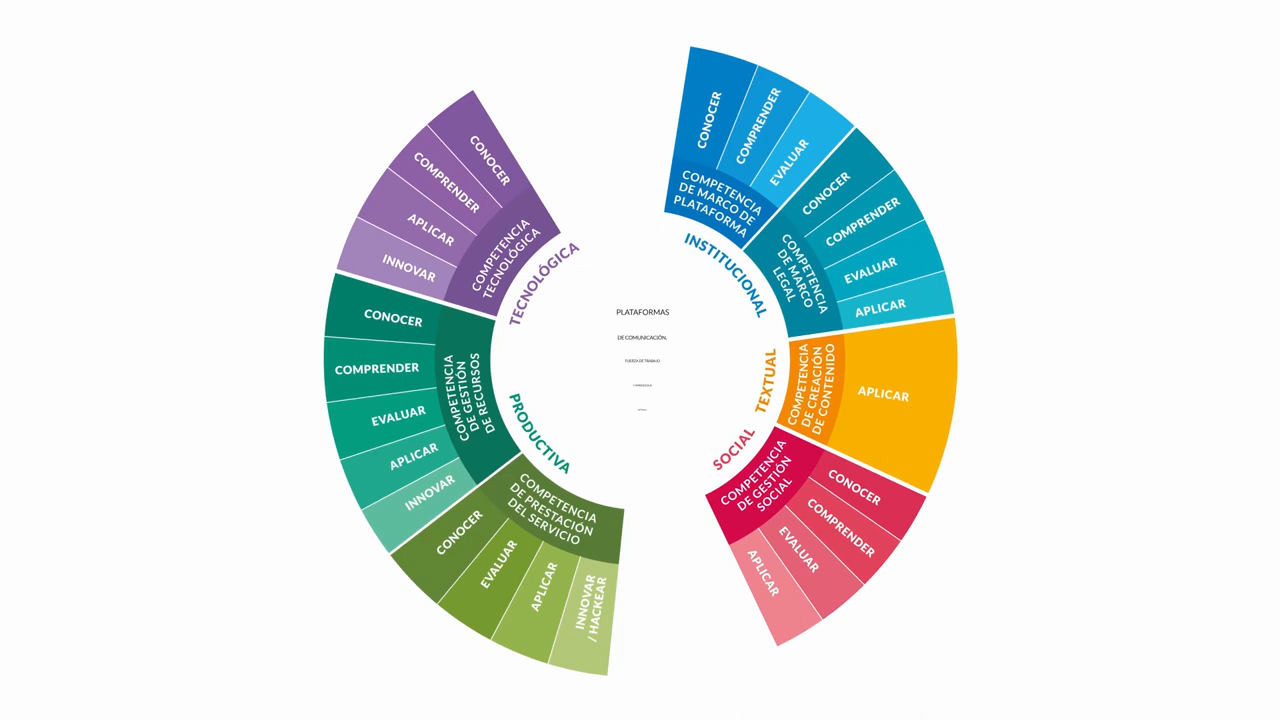 CONOCER
COMPRENDER
EVALUAR
COMPETENCIA
DE MARCO DE
PLATAFORMA
INSTITUCIONAL
CONOCER
COMPRENDER
EVALUAR
APLICAR
COMPETENCIA
DE MARCO
LEGAL
TEXTUAL
COMPETENCIA
DE CREACIÓN
DE CONTENIDO
APLICAR
SOCIAL
COMPETENCIA
DE GESTIÓN
SOCIAL
CONOCER
COMPRENDER
EVALUAR
APLICAR
CONOCER
COMPRENDER
APLICAR
INNOVAR
COMPETENCIA
TECNOLÓGICA
TECNOLÓGICA
CONOCER
COMPRENDER
EVALUAR
APLICAR
INNOVAR
COMPETENCIA
DE GESTIÓN
DE RECURSOS
PRODUCTIVA
COMPETENCIA
DE PRESTACIÓN
DEL SERVICIO
CONOCER
EVALUAR
APLICAR
INNOVAR
/ HACKEAR
PLATAFORMAS
DE COMUNICACIÓN,
FUERZA DE TRABAJO